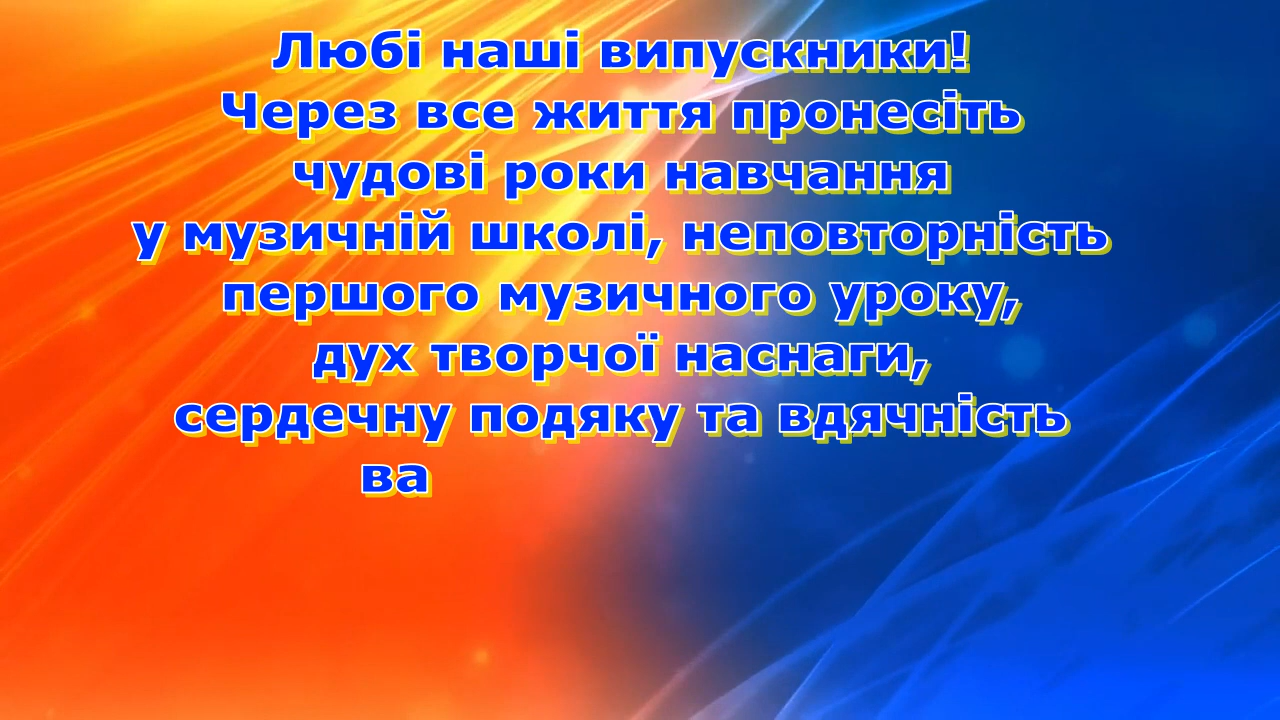 Любі наші випускники!
Через все життя пронесіть
чудові роки навчання
у музичній школі, неповторність
першого музичного уроку,
дух творчої наснаги,
сердечну подяку та вдячність
ва